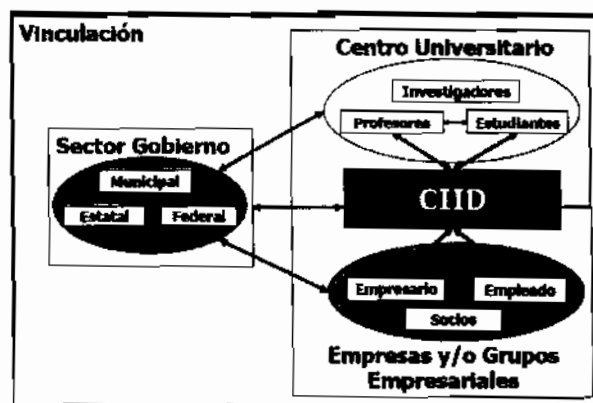 Vinculación
Centro Universitario
Investigadores
Profesores
Estudiantes
Sector Gobierno
Municipal
Estatal
Federal
CIID
Empresario
Empleado
Socios
Empresas y/o Grupos
Empresariales